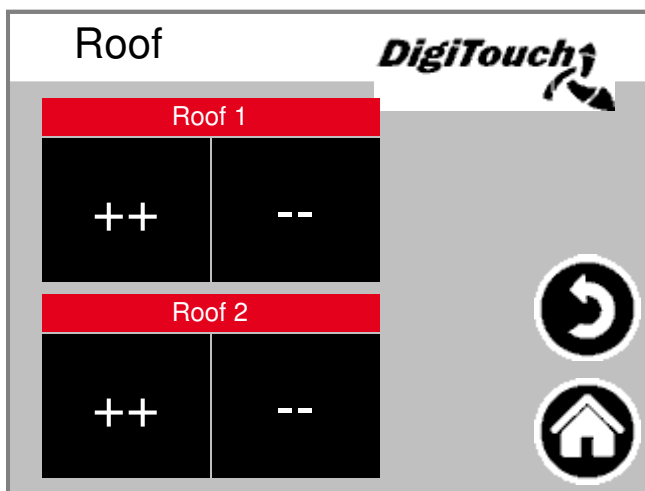 Roof
DigiTouch
Roof 1
++ --
Roof 2
++ --